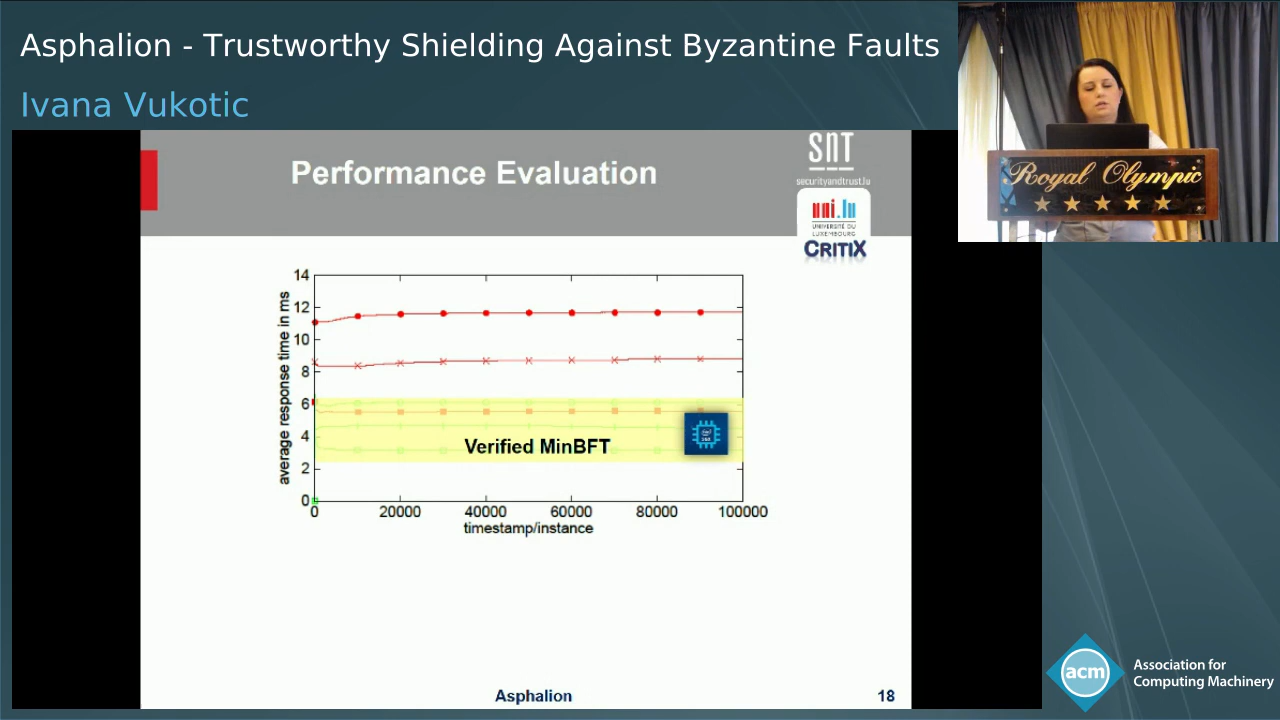 Asphalion - Trustworthy Shielding Against Byzantine Faults
Ivana Vukotic
Performance Evaluation
SNT
securityandtrust.lu
uni.lu
UNIVERSITÉ DU
LUXEMBOURG
CRITIX
Royal Olympic
average response time in ms
14
12
10
8
6
4
2
0
Verified MinBFT
0 20000 40000 60000 80000 100000
timestamp/instance
Asphalion
18
acm
Association for
Computing Machinery